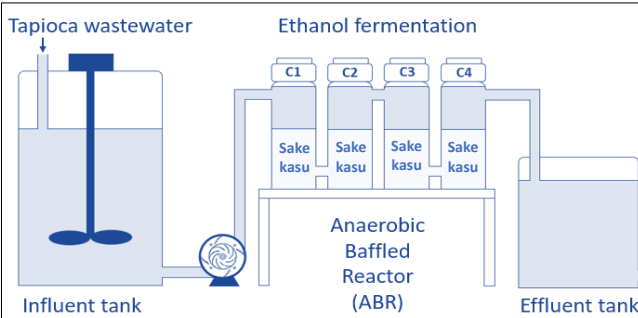 Tapioca wastewater
Ethanol fermentation
C1 C2 C3 C4
Sake kasu
Sake kasu
Sake kasu
Sake kasu
Anaerobic
Baffled
Reactor
(ABR)
Influent tank
Effluent tank